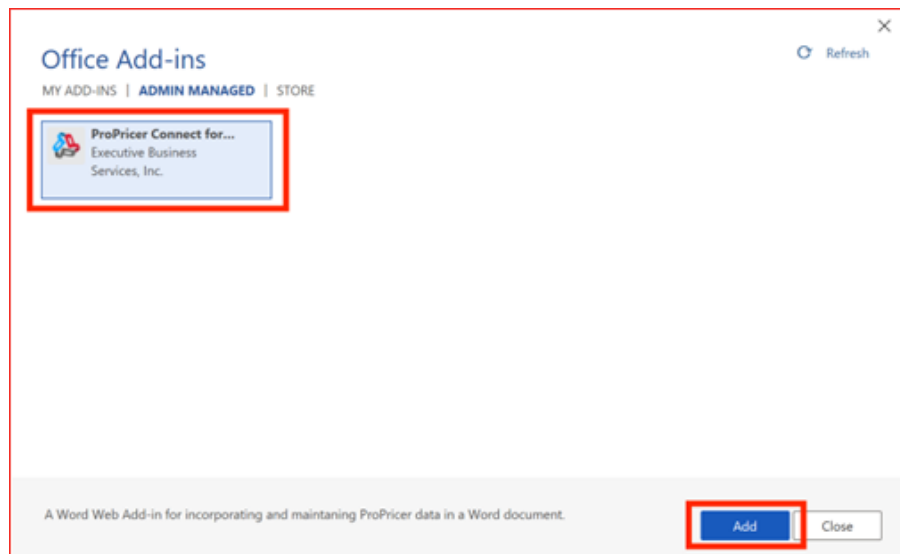 Office Add-ins
Refresh
MY ADD-INS | ADMIN MANAGED | STORE
ProPricer Connect for...
Executive Business
Services, Inc.
A Word Web Add-in for incorporating and maintaning ProPricer data in a Word document.
Add
Close